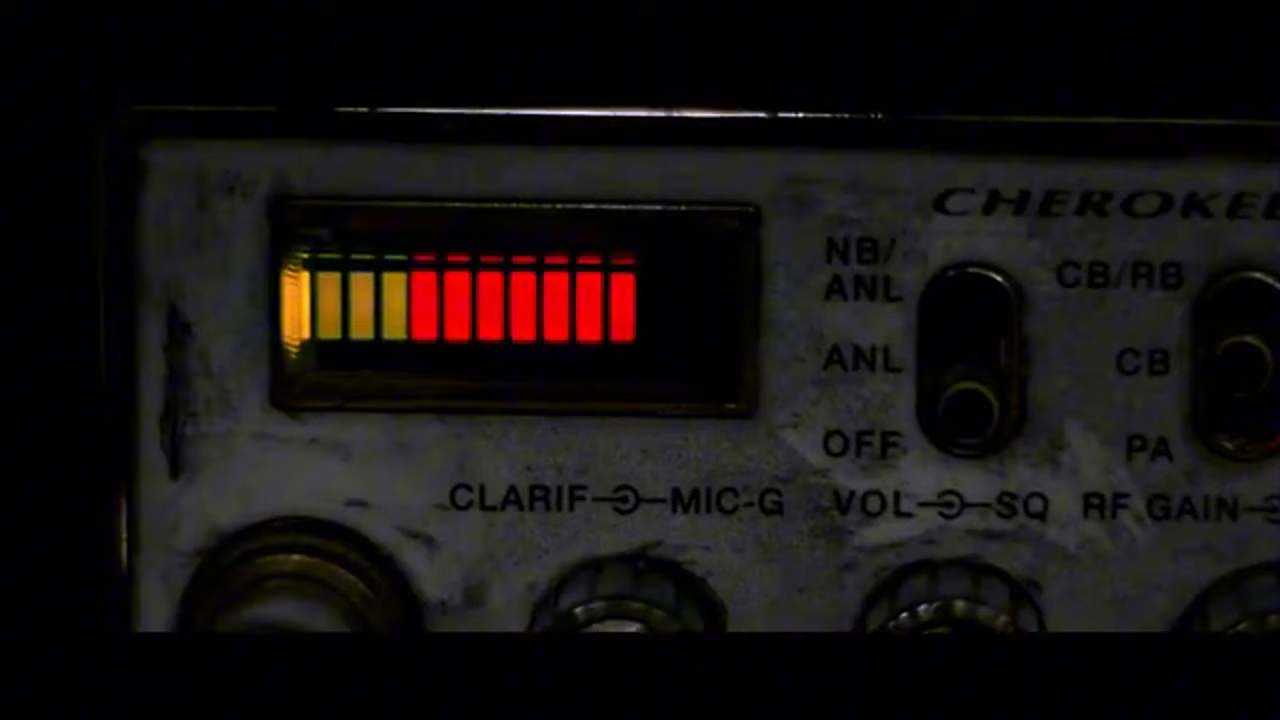 CHEROKEE
NB/
ANL
CB/RB
ANL
CB
OFF
PA
CLARIF MIC-G
VOL SQ
RF GAIN